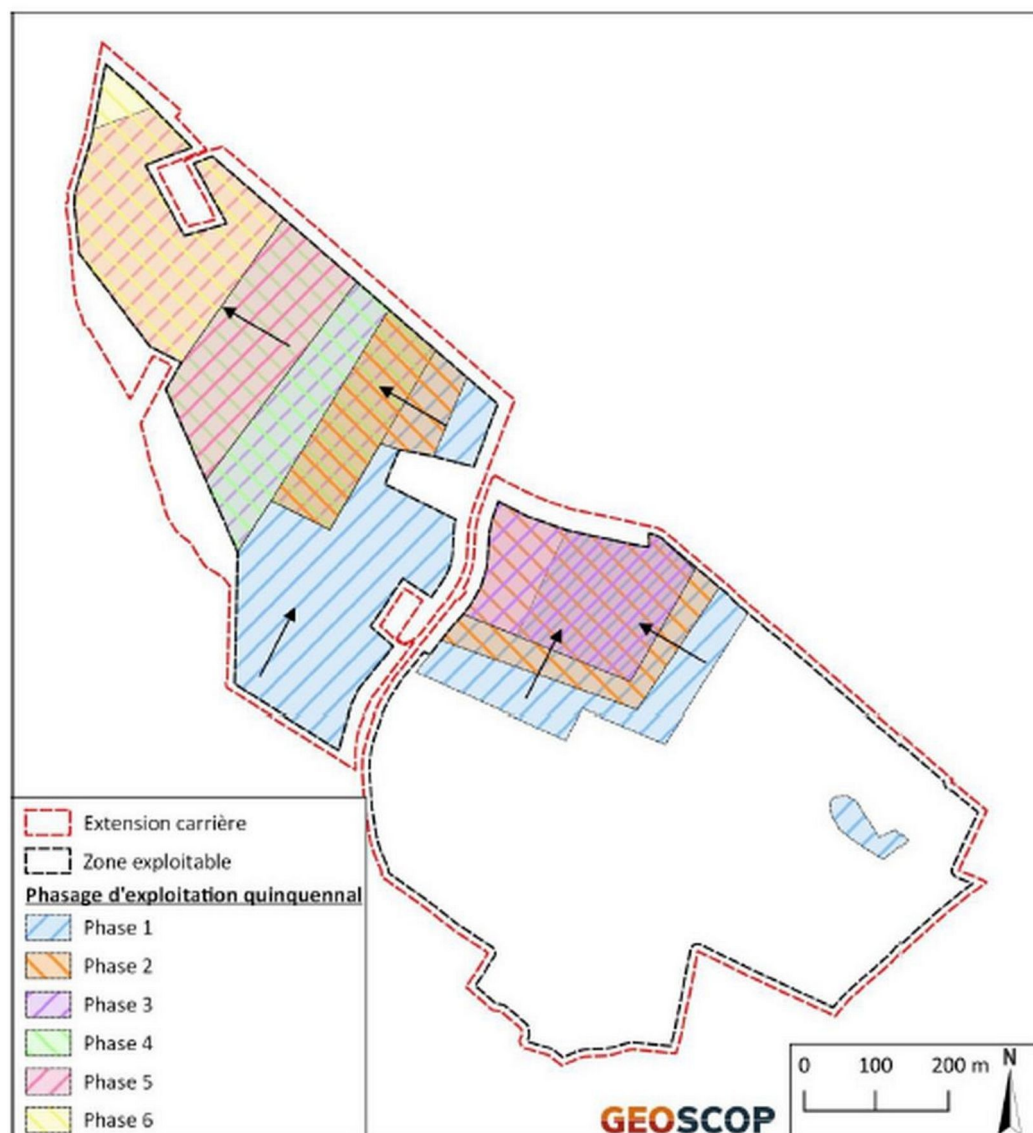 Extension carrière
Zone exploitable
Phasage d'exploitation quinquennal
Phase 1
Phase 2
Phase 3
Phase 4
Phase 5
Phase 6
GEOSCOP
0 100 200 m N